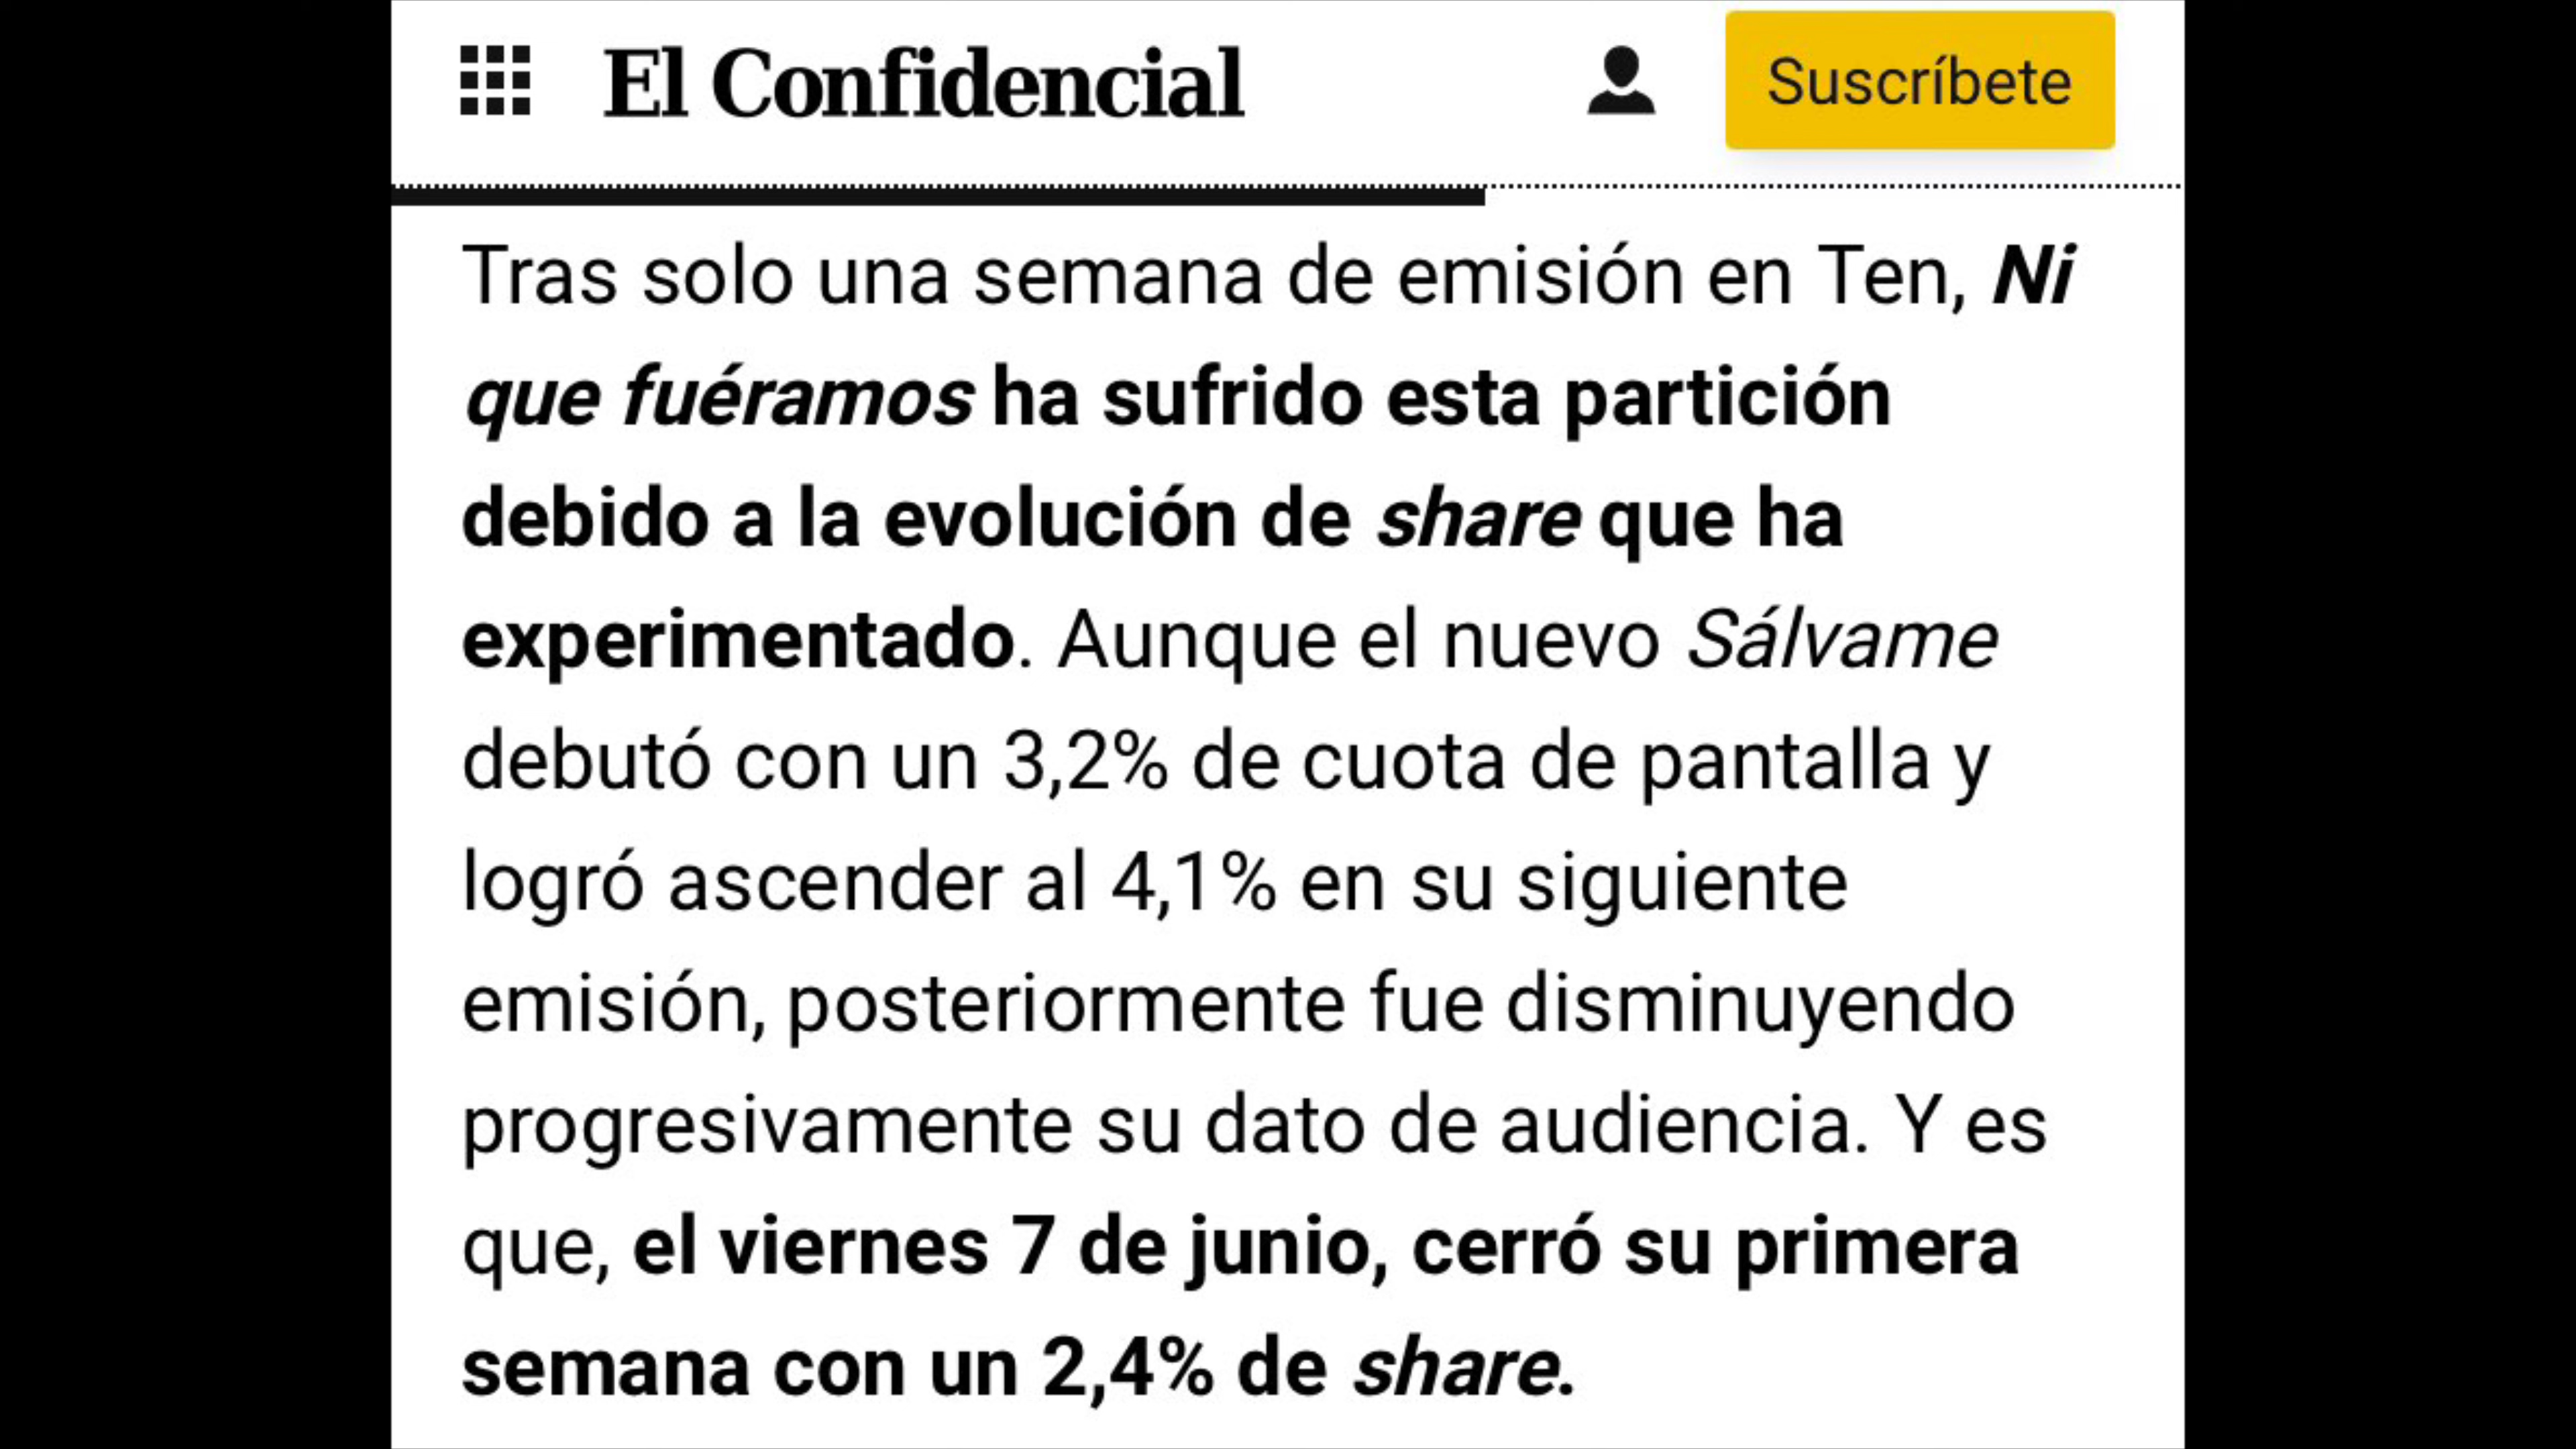 El Confidencial
Suscríbete
Tras solo una semana de emisión en Ten, Ni
que fuéramos ha sufrido esta partición
debido a la evolución de share que ha
experimentado. Aunque el nuevo Sálvame
debutó con un 3,2% de cuota de pantalla y
logró ascender al 4,1% en su siguiente
emisión, posteriormente fue disminuyendo
progresivamente su dato de audiencia. Y es
que, el viernes 7 de junio, cerró su primera
semana con un 2,4% de share.